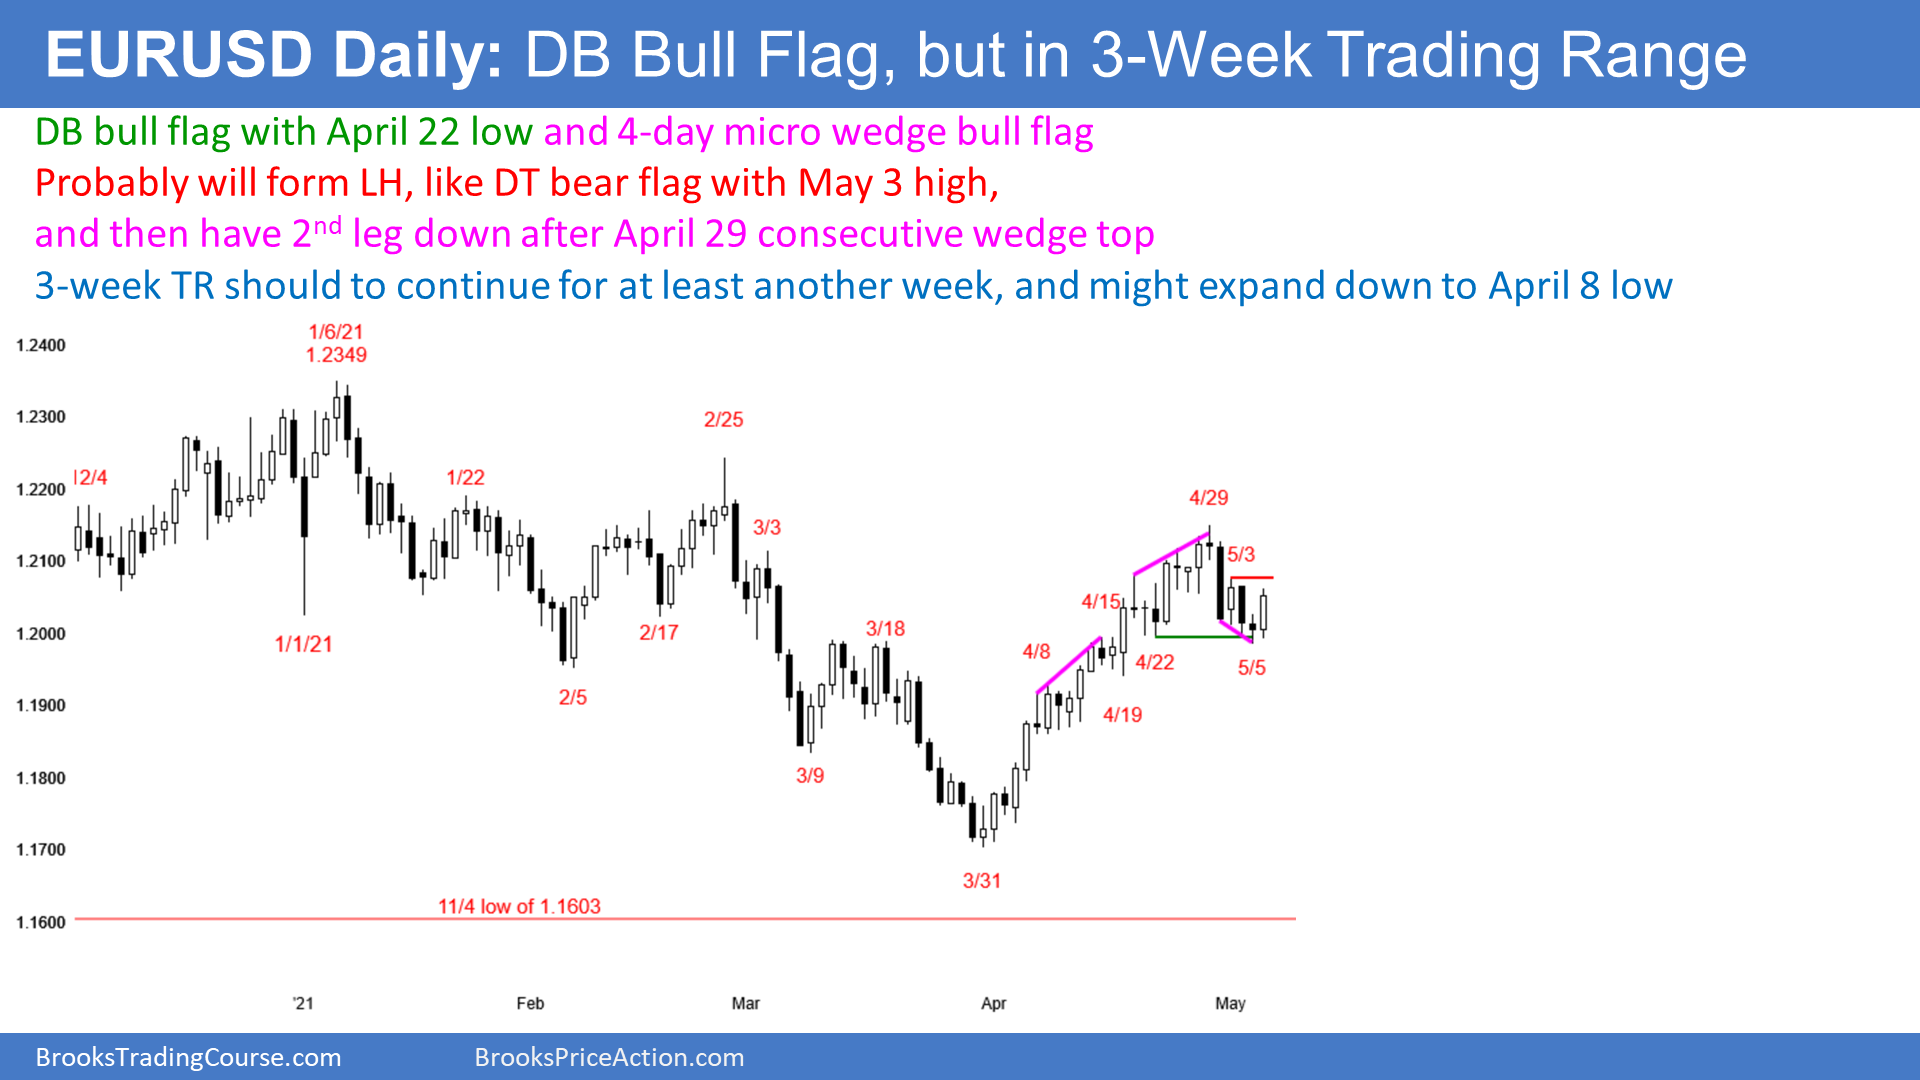 EURUSD Daily: DB Bull Flag, but in 3-Week Trading Range
DB bull flag with April 22 low and 4-day micro wedge bull flag
Probably will form LH, like DT bear flag with May 3 high,
and then have 2nd leg down after April 29 consecutive wedge top
3-week TR should to continue for at least another week, and might expand down to April 8 low
1/6/21
1.2349
1.2400
1.2300
2/25
12/4
1.2200
1/22
4/29
3/3
1.2100
5/3
4/15
1.2000
1/1/21
2/17
3/18
4/8
4/22
5/5
2/5
1.1900
4/19
1.1800
3/9
1.1700
3/31
11/4 low of 1.1603
1.1600
'21
Feb
Mar
Apr
May
BrooksTradingCourse.com
BrooksPriceAction.com